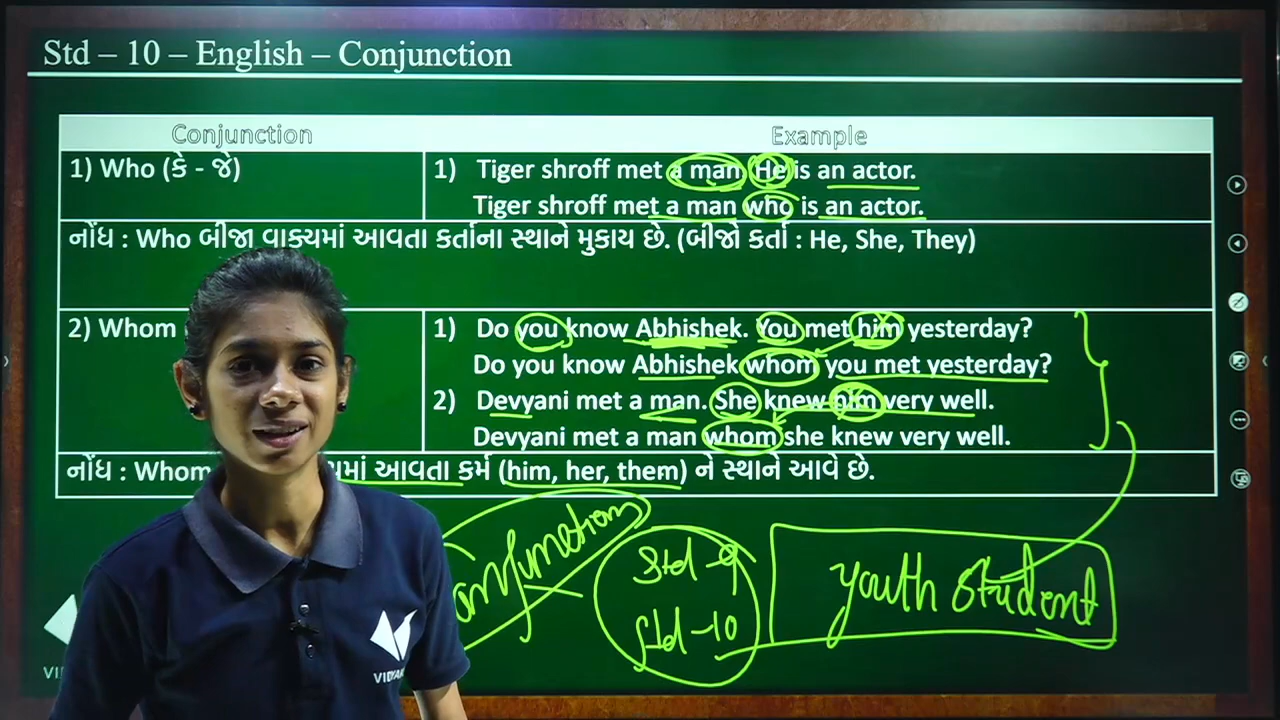 Std – 10 – English – Conjunction
Conjunction Example
1) Who (કે - જે)
1) Tiger shroff met a man. He is an actor.
Tiger shroff met a man who is an actor.
નોંધ : Who બીજા વાક્યમાં આવતા કર્તાના સ્થાને મુકાય છે. (બીજો કર્તા : He, She, They)
2) Whom
1) Do you know Abhishek. You met him yesterday?
Do you know Abhishek whom you met yesterday?
2) Devyani met a man. She knew him very well.
Devyani met a man whom she knew very well.
નોંધ : Whom આવતા કર્મ (him, her, them) ને સ્થાને આવે છે.
Conjunction
Std - 9
Std - 10
youth student